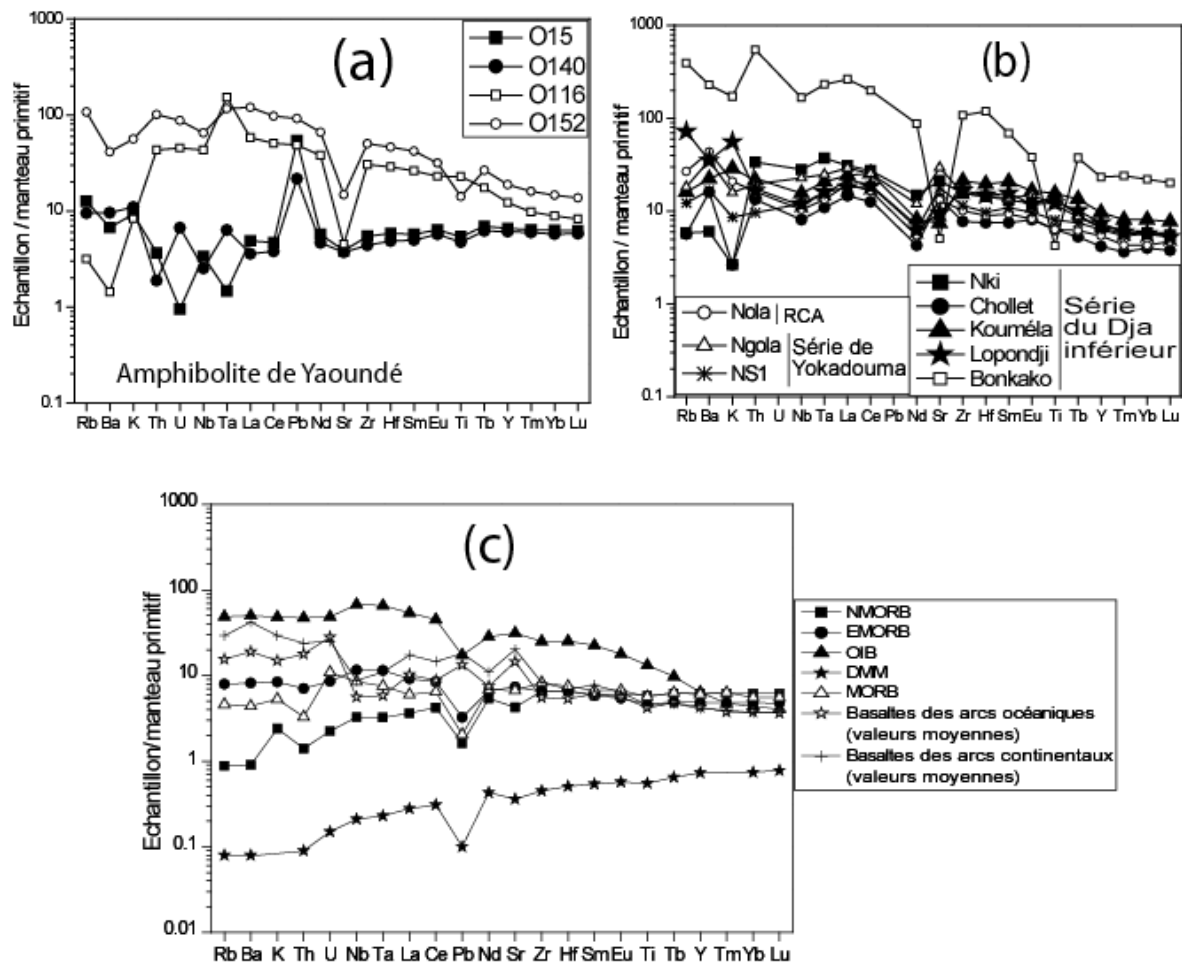 (a)
Echantillon / manteau primitif
1000
100
10
1
0.1
O15
O140
O116
O152
Amphibolite de Yaoundé
Rb Ba K Th U Nb Ta La Ce Pb Nd Sr Zr Hf Sm Eu Ti Tb Y Tm Yb Lu
(b)
Echantillon / manteau primitif
1000
100
10
1
0.1
Nola RCA
Ngola
NS1
Série de
Yokadouma
Nki
Chollet
Kouméla
Lopondji
Bonkako
Série
du Dja
inférieur
Rb Ba K Th U Nb Ta La Ce Pb Nd Sr Zr Hf Sm Eu Ti Tb Y Tm Yb Lu
(c)
Echantillon/manteau primitif
1000
100
10
1
0.1
0.01
NMORB
EMORB
OIB
DMM
MORB
Basaltes des arcs océaniques
(valeurs moyennes)
Basaltes des arcs continentaux
(valeurs moyennes)
Rb Ba K Th U Nb Ta La Ce Pb Nd Sr Zr Hf Sm Eu Ti Tb Y Tm Yb Lu